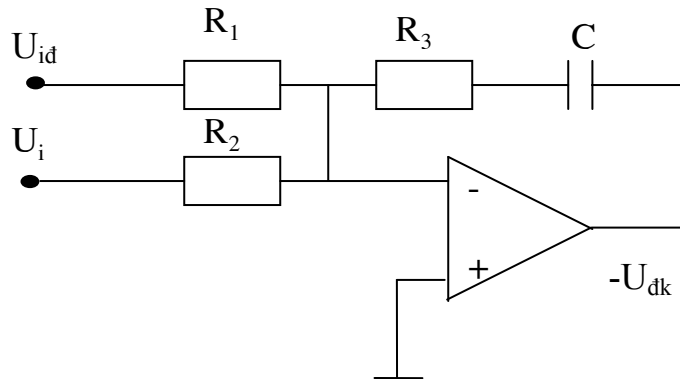 R₁
R₃
C
Uᵢđ
Uᵢ
R₂
-
+
-Uđk